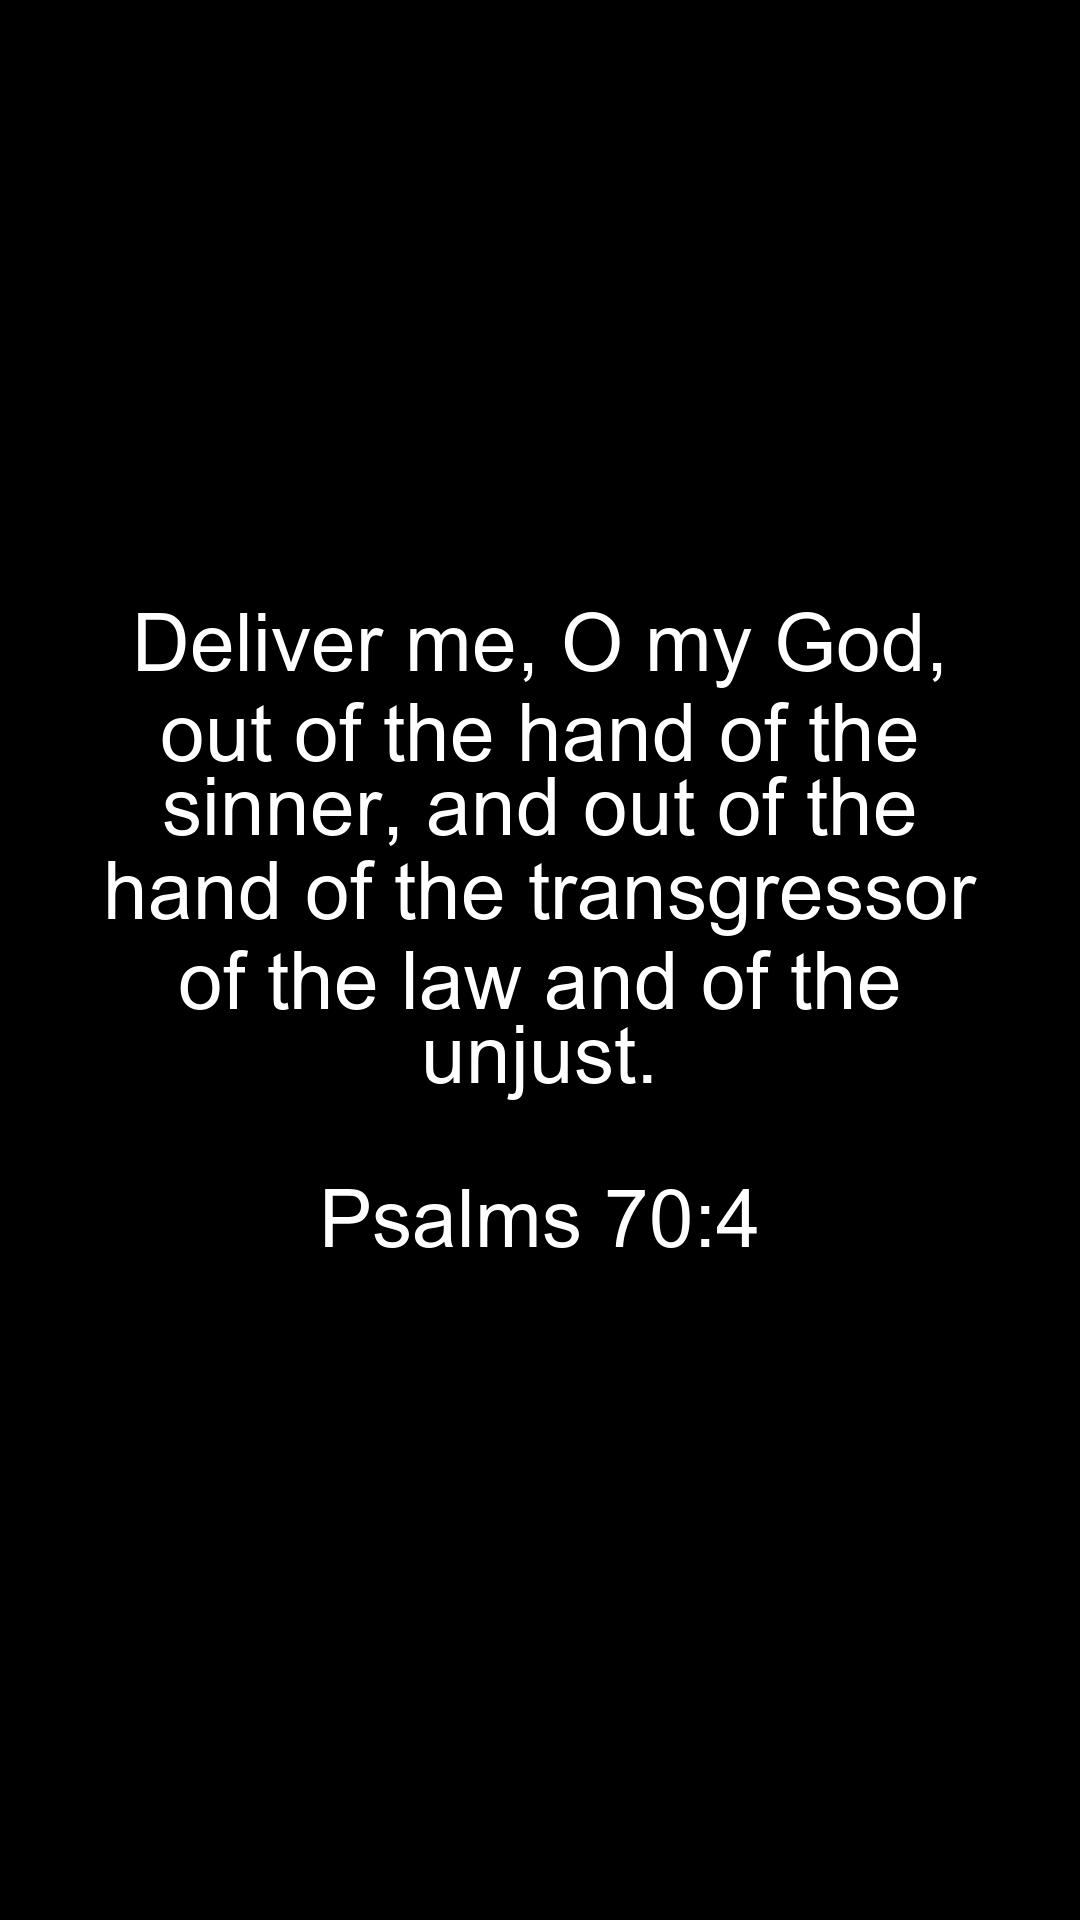 Deliver me, O my God,
out of the hand of the
sinner, and out of the
hand of the transgressor
of the law and of the
unjust.
Psalms 70:4